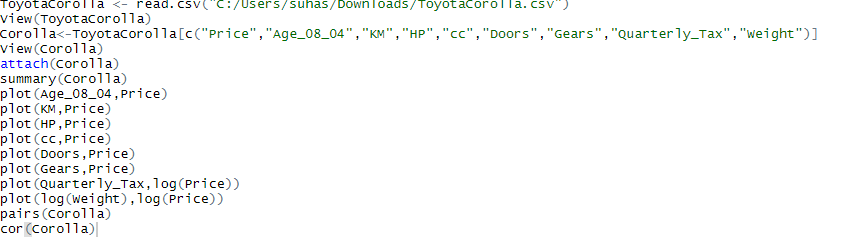 ToyotaCorolla <- read.csv("C:/Users/suhas/Downloads/ToyotaCorolla.csv")
View(ToyotaCorolla)
Corolla<-ToyotaCorolla[c("Price","Age_08_04","KM","HP","cc","Doors","Gears","Quarterly_Tax","Weight")]
View(Corolla)
attach(Corolla)
summary(Corolla)
plot(Age_08_04,Price)
plot(KM,Price)
plot(HP,Price)
plot(cc,Price)
plot(Doors,Price)
plot(Gears,Price)
plot(Quarterly_Tax,log(Price))
plot(log(Weight),log(Price))
pairs(Corolla)
cor(Corolla)